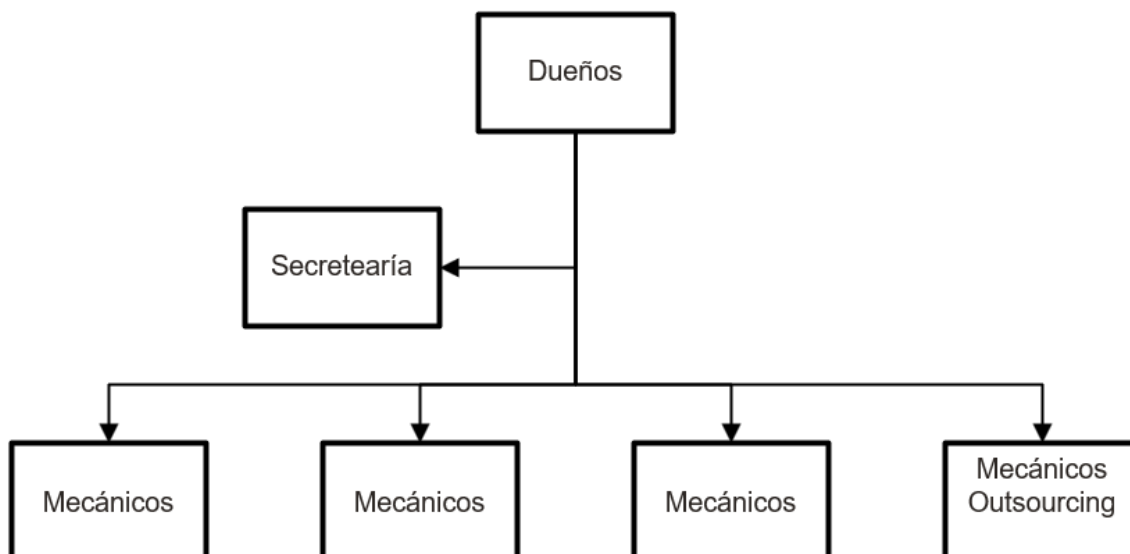 Dueños
Secretearía
Mecánicos
Mecánicos
Mecánicos
Mecánicos
Outsourcing